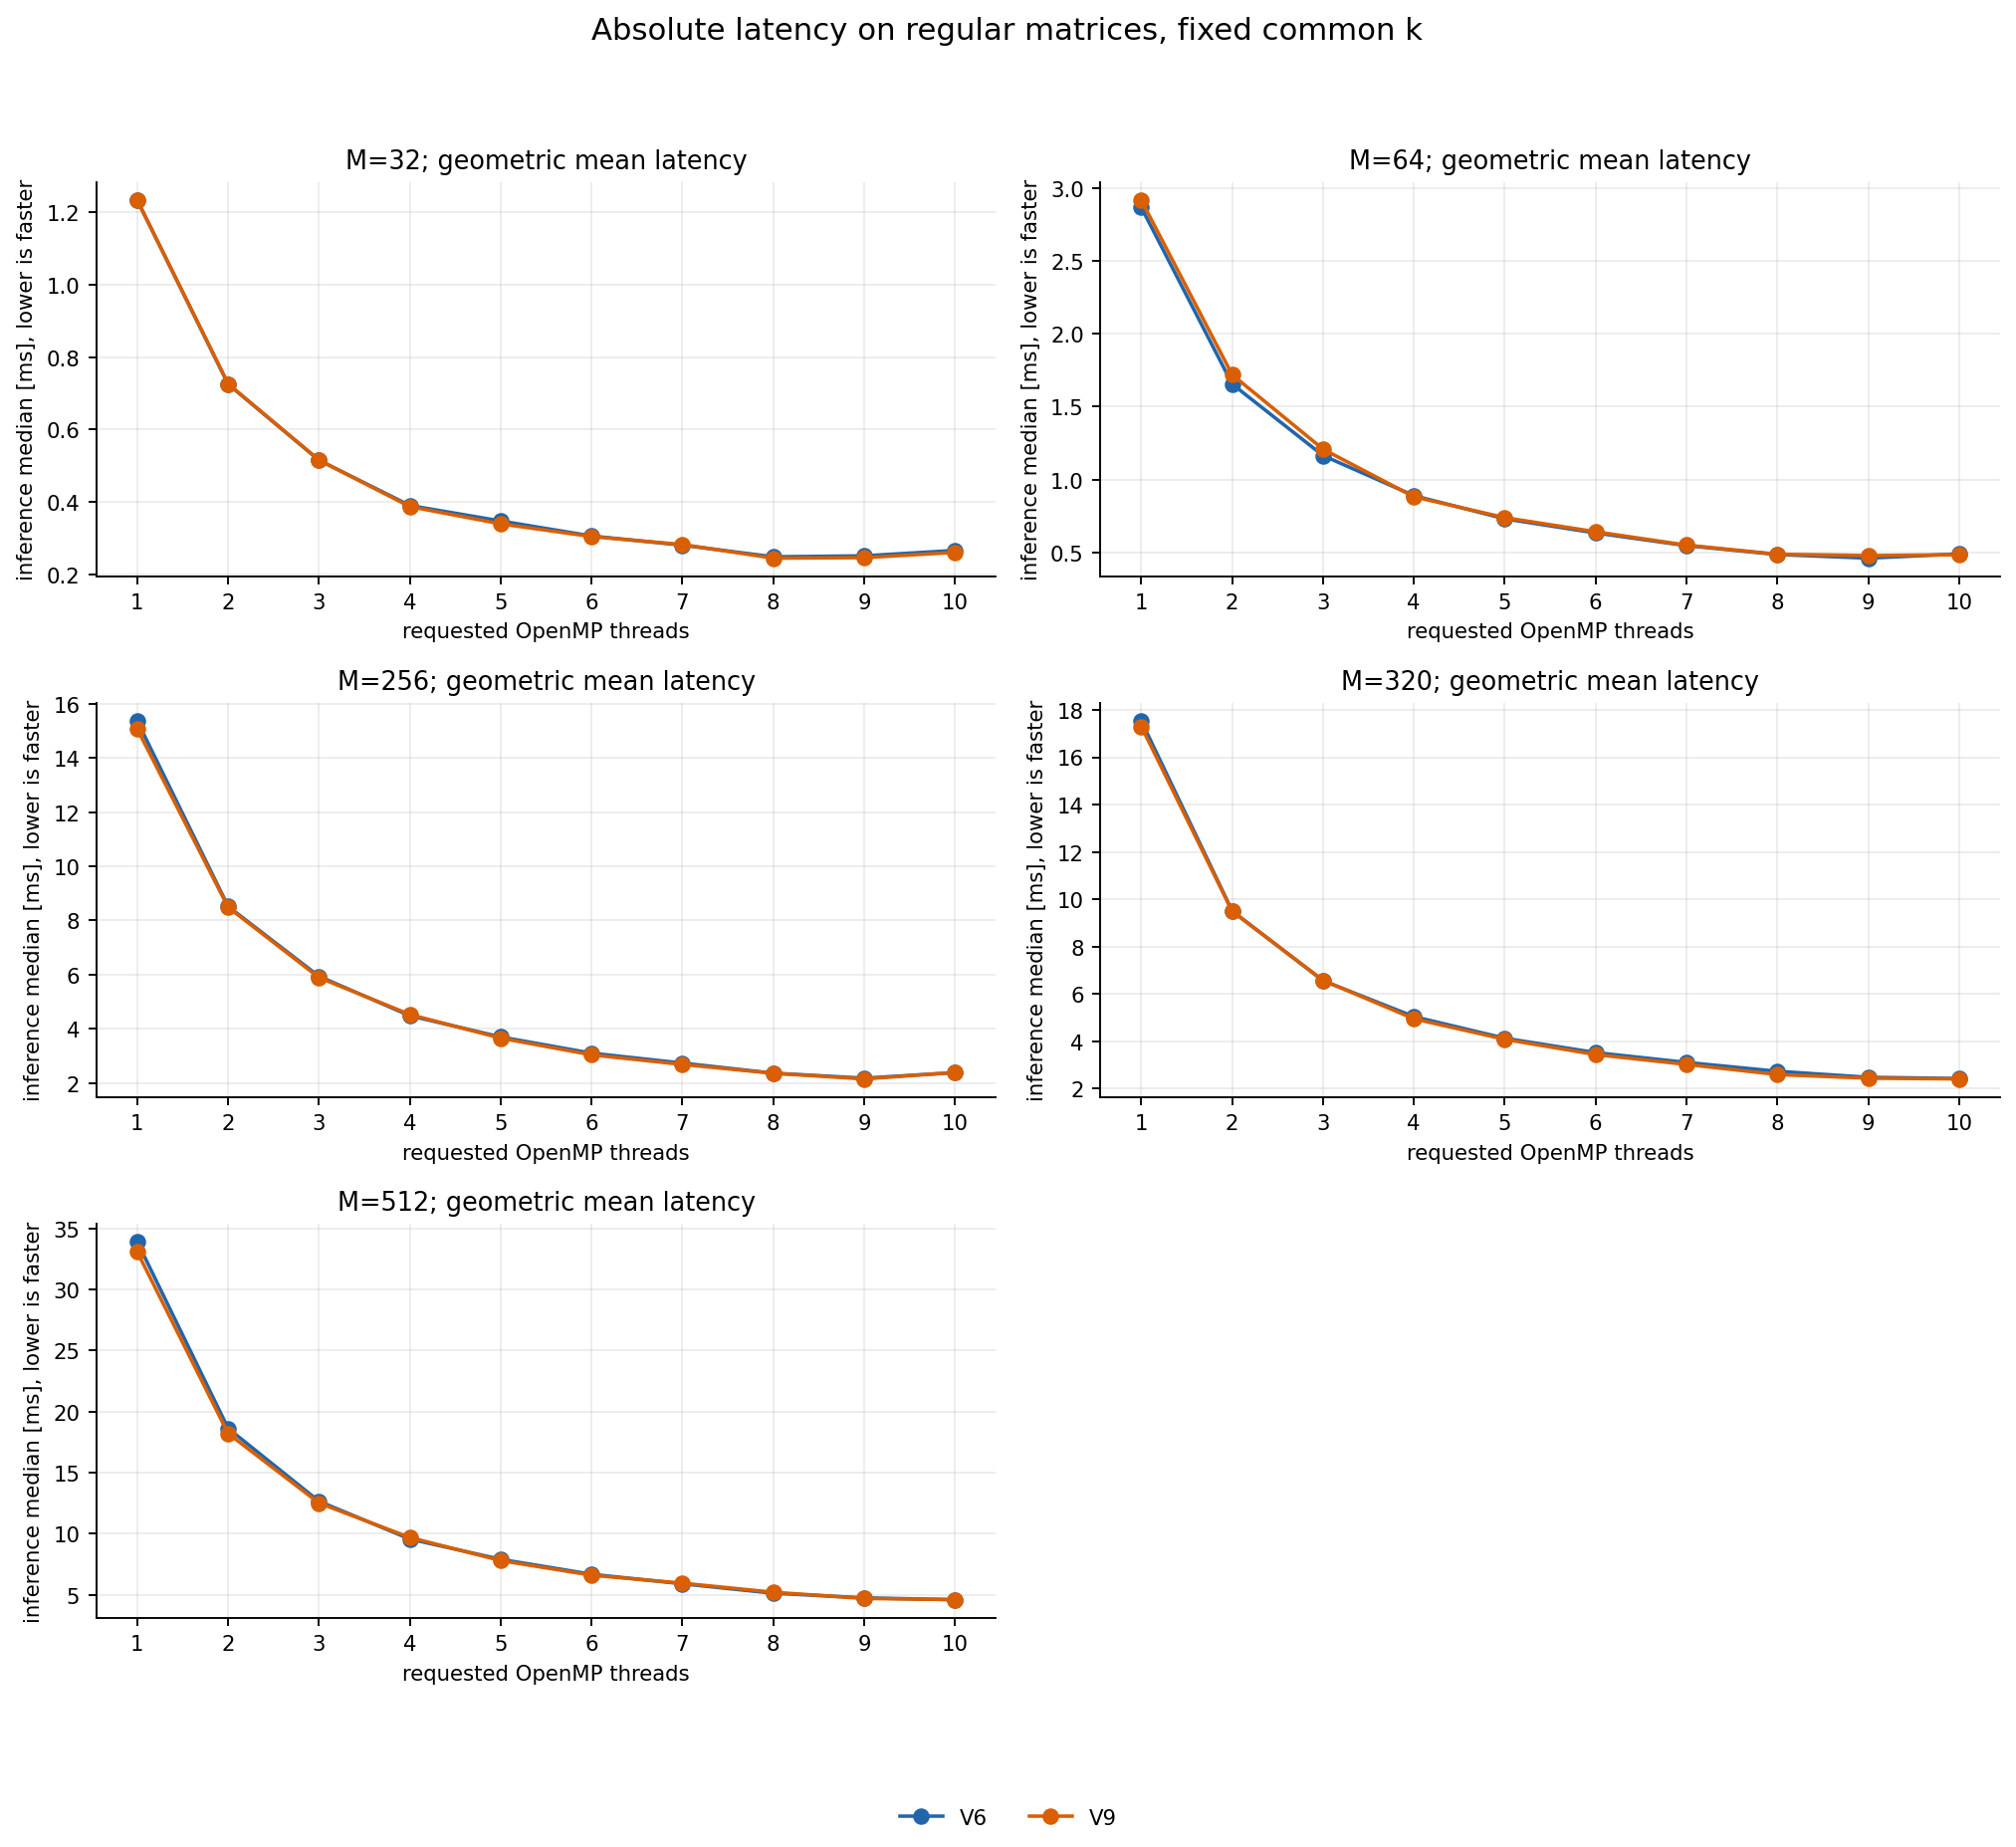 Absolute latency on regular matrices, fixed common k
M=32; geometric mean latency
inference median [ms], lower is faster
1.2
1.0
0.8
0.6
0.4
0.2
1 2 3 4 5 6 7 8 9 10
requested OpenMP threads
M=64; geometric mean latency
inference median [ms], lower is faster
3.0
2.5
2.0
1.5
1.0
0.5
1 2 3 4 5 6 7 8 9 10
requested OpenMP threads
M=256; geometric mean latency
inference median [ms], lower is faster
16
14
12
10
8
6
4
2
1 2 3 4 5 6 7 8 9 10
requested OpenMP threads
M=320; geometric mean latency
inference median [ms], lower is faster
18
16
14
12
10
8
6
4
2
1 2 3 4 5 6 7 8 9 10
requested OpenMP threads
M=512; geometric mean latency
inference median [ms], lower is faster
35
30
25
20
15
10
5
1 2 3 4 5 6 7 8 9 10
requested OpenMP threads
V6 V9